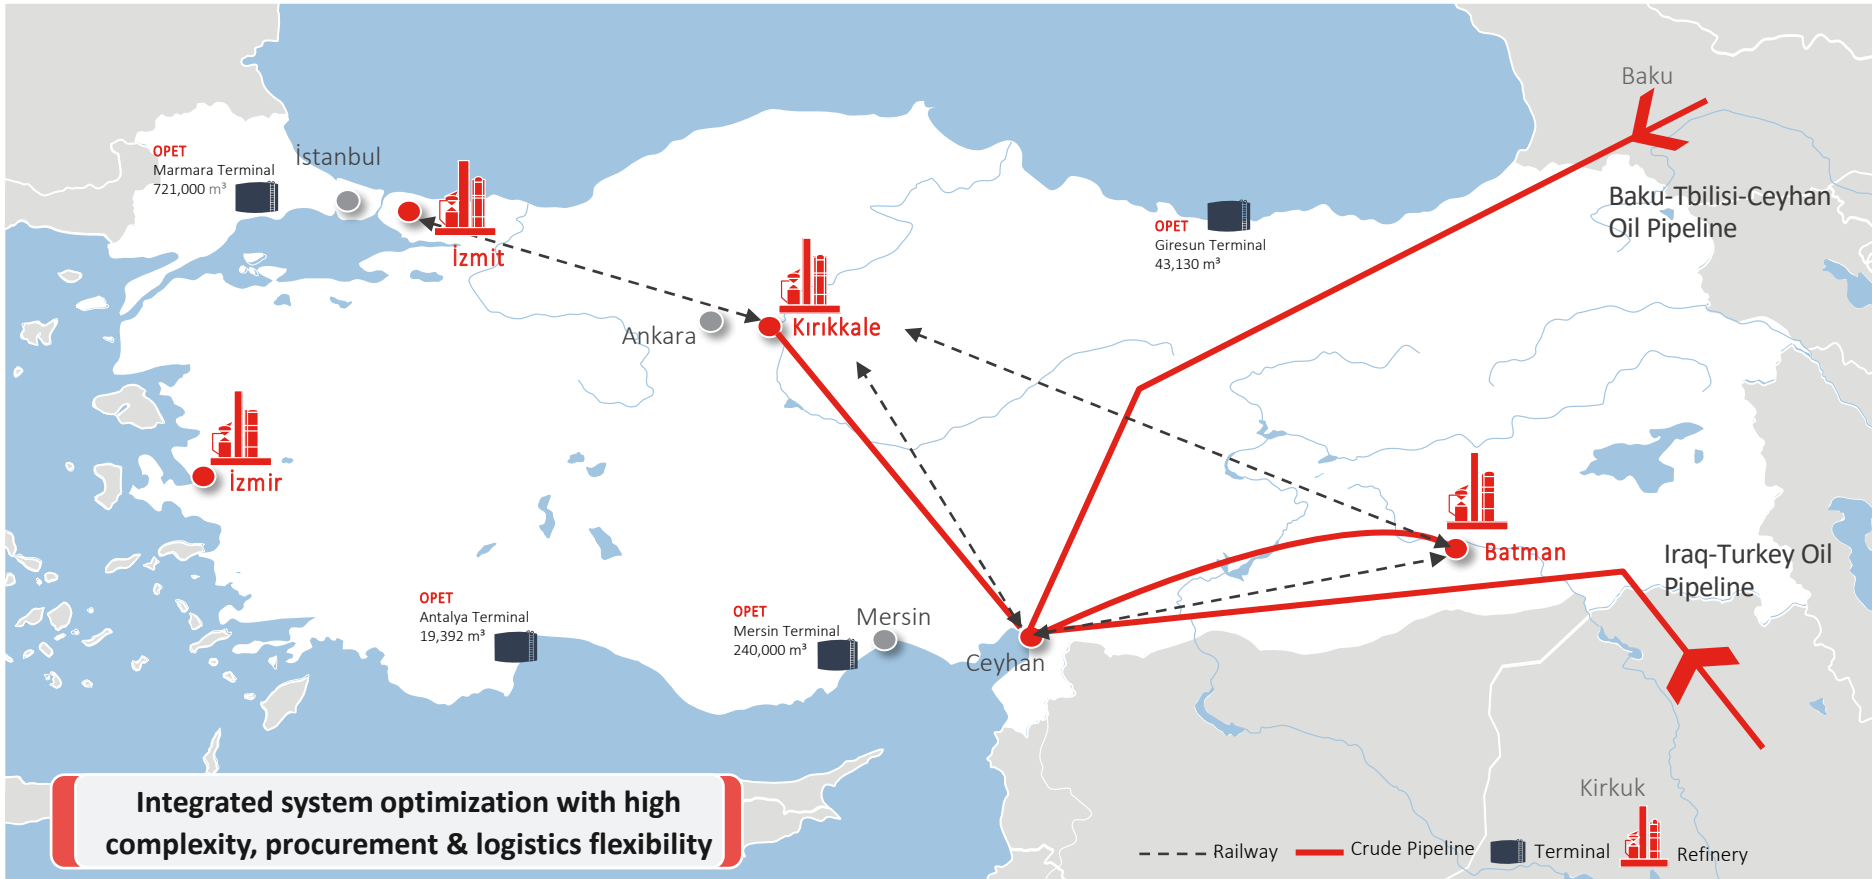 Baku
OPET
Marmara Terminal
721,000 m³
İstanbul
Baku-Tbilisi-Ceyhan
Oil Pipeline
OPET
Giresun Terminal
43,130 m³
İzmit
Ankara
Kırıkkale
İzmir
Batman
Iraq-Turkey Oil
Pipeline
OPET
Antalya Terminal
19,392 m³
OPET
Mersin Terminal
240,000 m³
Mersin
Ceyhan
Kirkuk
Integrated system optimization with high
complexity, procurement & logistics flexibility
Railway
Crude Pipeline
Terminal
Refinery